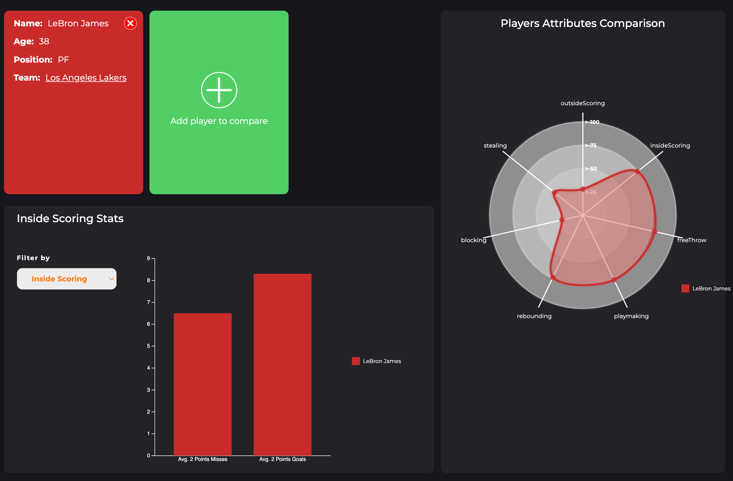 Name: LeBron James
Age: 38
Position: PF
Team: Los Angeles Lakers
Add player to compare
Inside Scoring Stats
Filter by
Inside Scoring
9
8
7
6
5
4
3
2
1
0
Avg. 2 Points Misses
Avg. 2 Points Goals
LeBron James
Players Attributes Comparison
outsideScoring
100
stealing
75
insideScoring
50
25
blocking
freeThrow
LeBron James
rebounding
playmaking